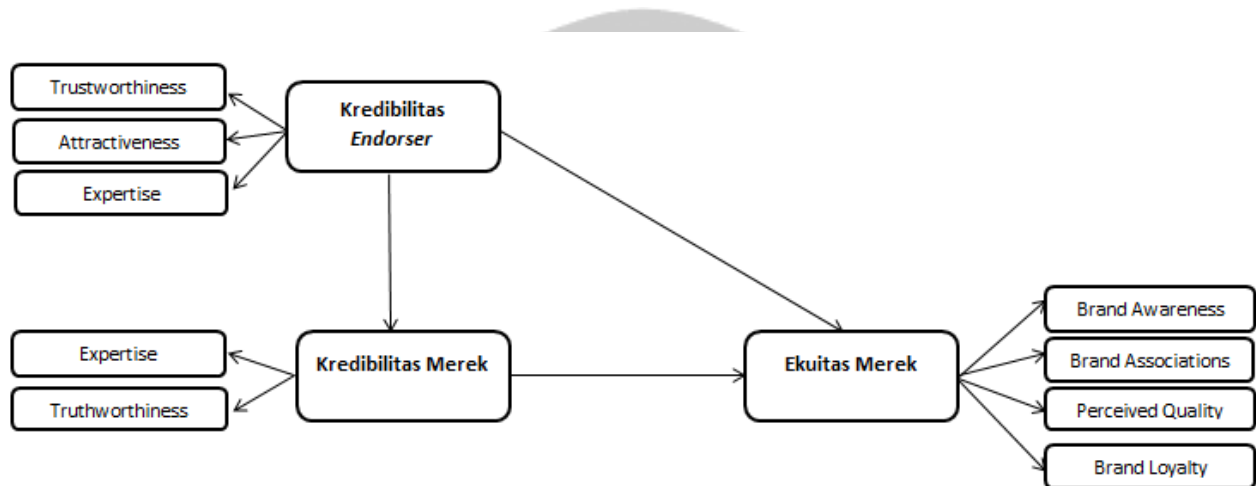 Trustworthiness
Attractiveness
Expertise
Kredibilitas
Endorser
Expertise
Truthworthiness
Kredibilitas Merek
Ekuitas Merek
Brand Awareness
Brand Associations
Perceived Quality
Brand Loyalty